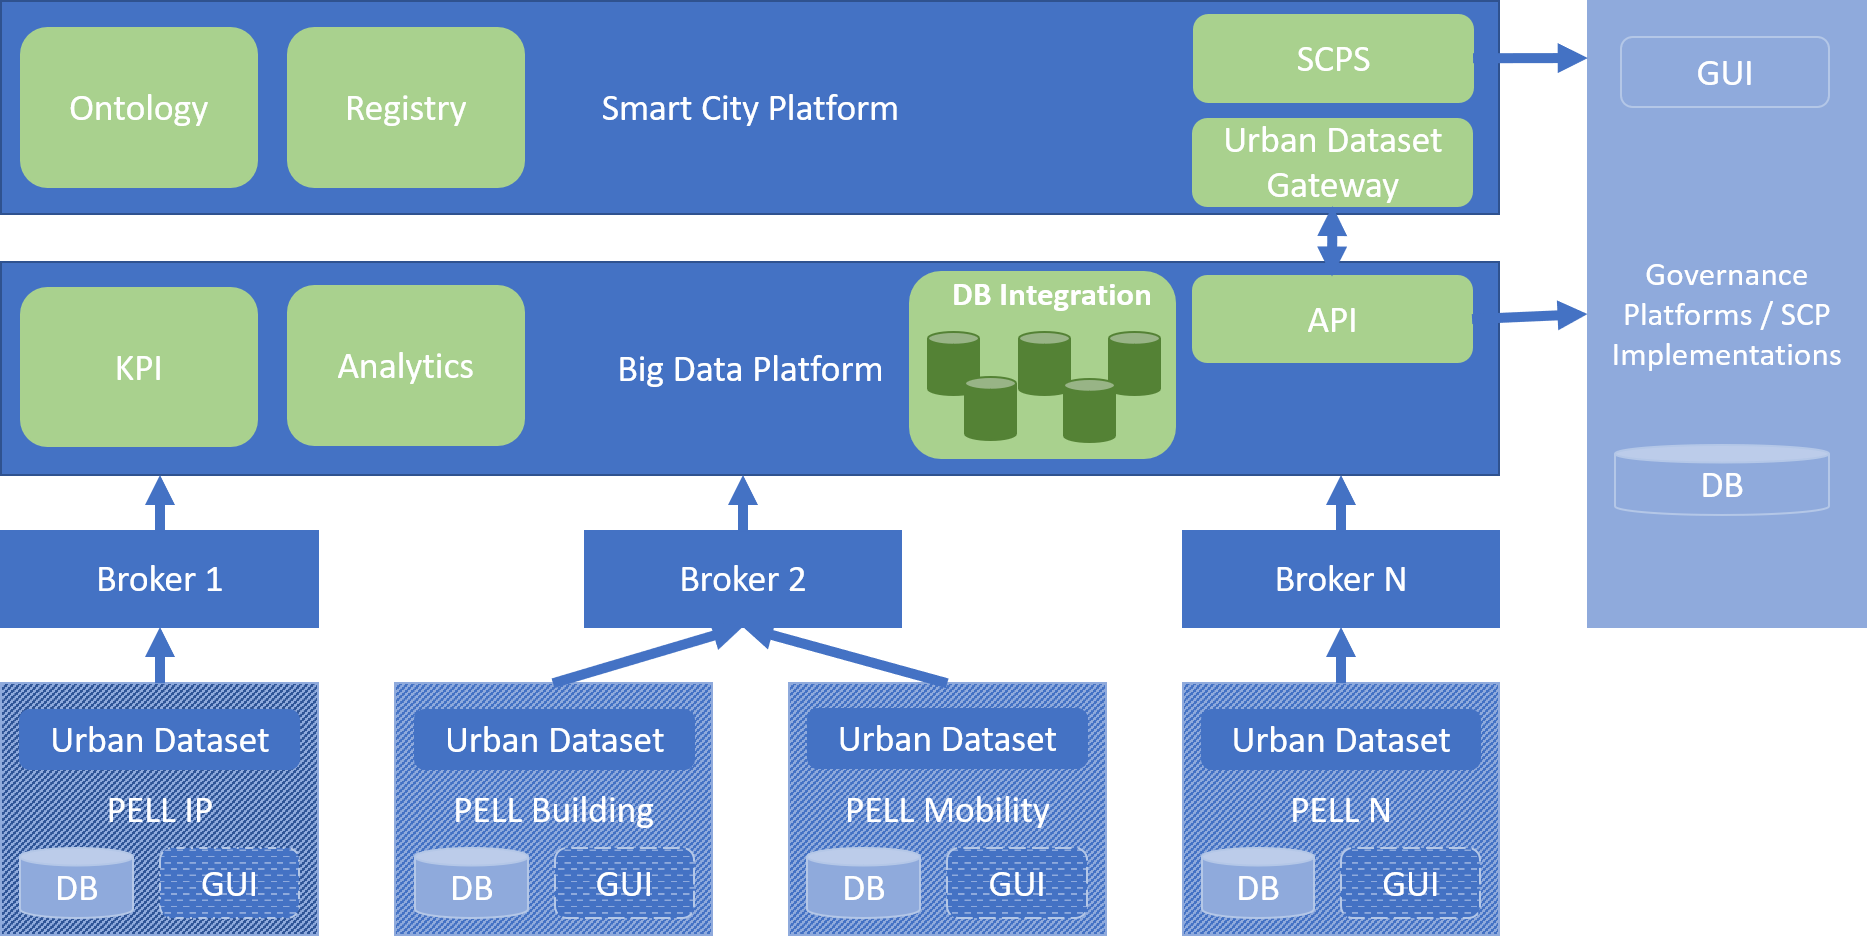 Ontology
Registry
Smart City Platform
SCPS
Urban Dataset
Gateway
GUI
Governance
Platforms / SCP
Implementations
DB
KPI
Analytics
Big Data Platform
DB Integration
API
Broker 1
Broker 2
Broker N
Urban Dataset
PELL IP
DB
GUI
Urban Dataset
PELL Building
DB
GUI
Urban Dataset
PELL Mobility
DB
GUI
Urban Dataset
PELL N
DB
GUI